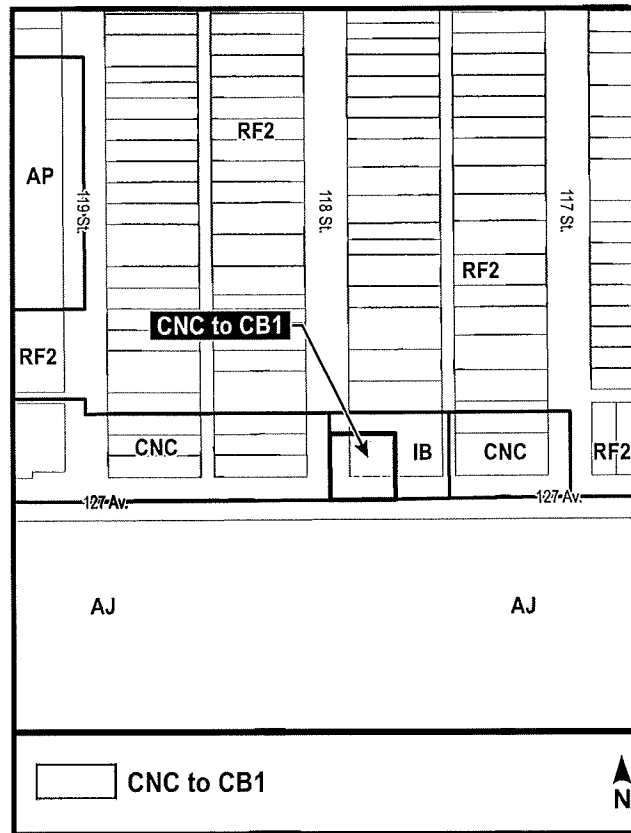 RF2
AP
119 St.
118 St.
117 St.
RF2
CNC to CB1
RF2
CNC
IB
CNC
RF2
127 Av.
127 Av.
AJ
AJ
CNC to CB1
N